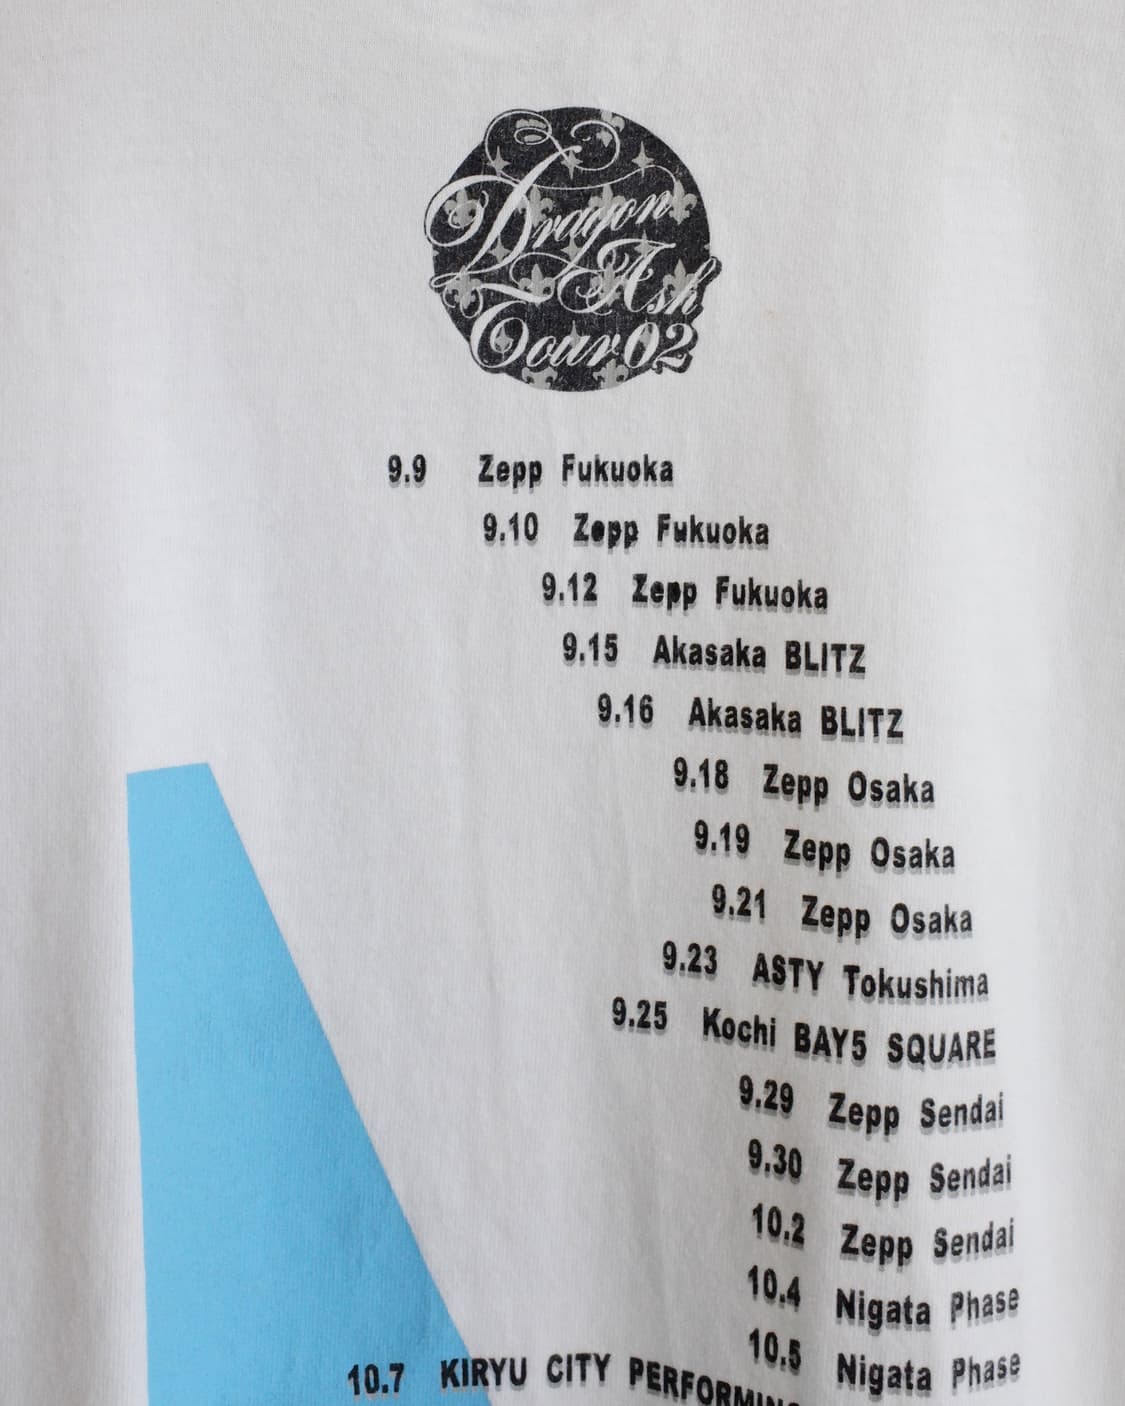 Dragon
Ash
Tour 02
9.9 Zepp Fukuoka
9.10 Zepp Fukuoka
9.12 Zepp Fukuoka
9.15 Akasaka BLITZ
9.16 Akasaka BLITZ
9.18 Zepp Osaka
9.19 Zepp Osaka
9.21 Zepp Osaka
9.23 ASTY Tokushima
9.25 Kochi BAY5 SQUARE
9.29 Zepp Sendai
9.30 Zepp Sendai
10.2 Zepp Sendai
10.4 Nigata Phase
10.5 Nigata Phase
10.7 KIRYU CITY